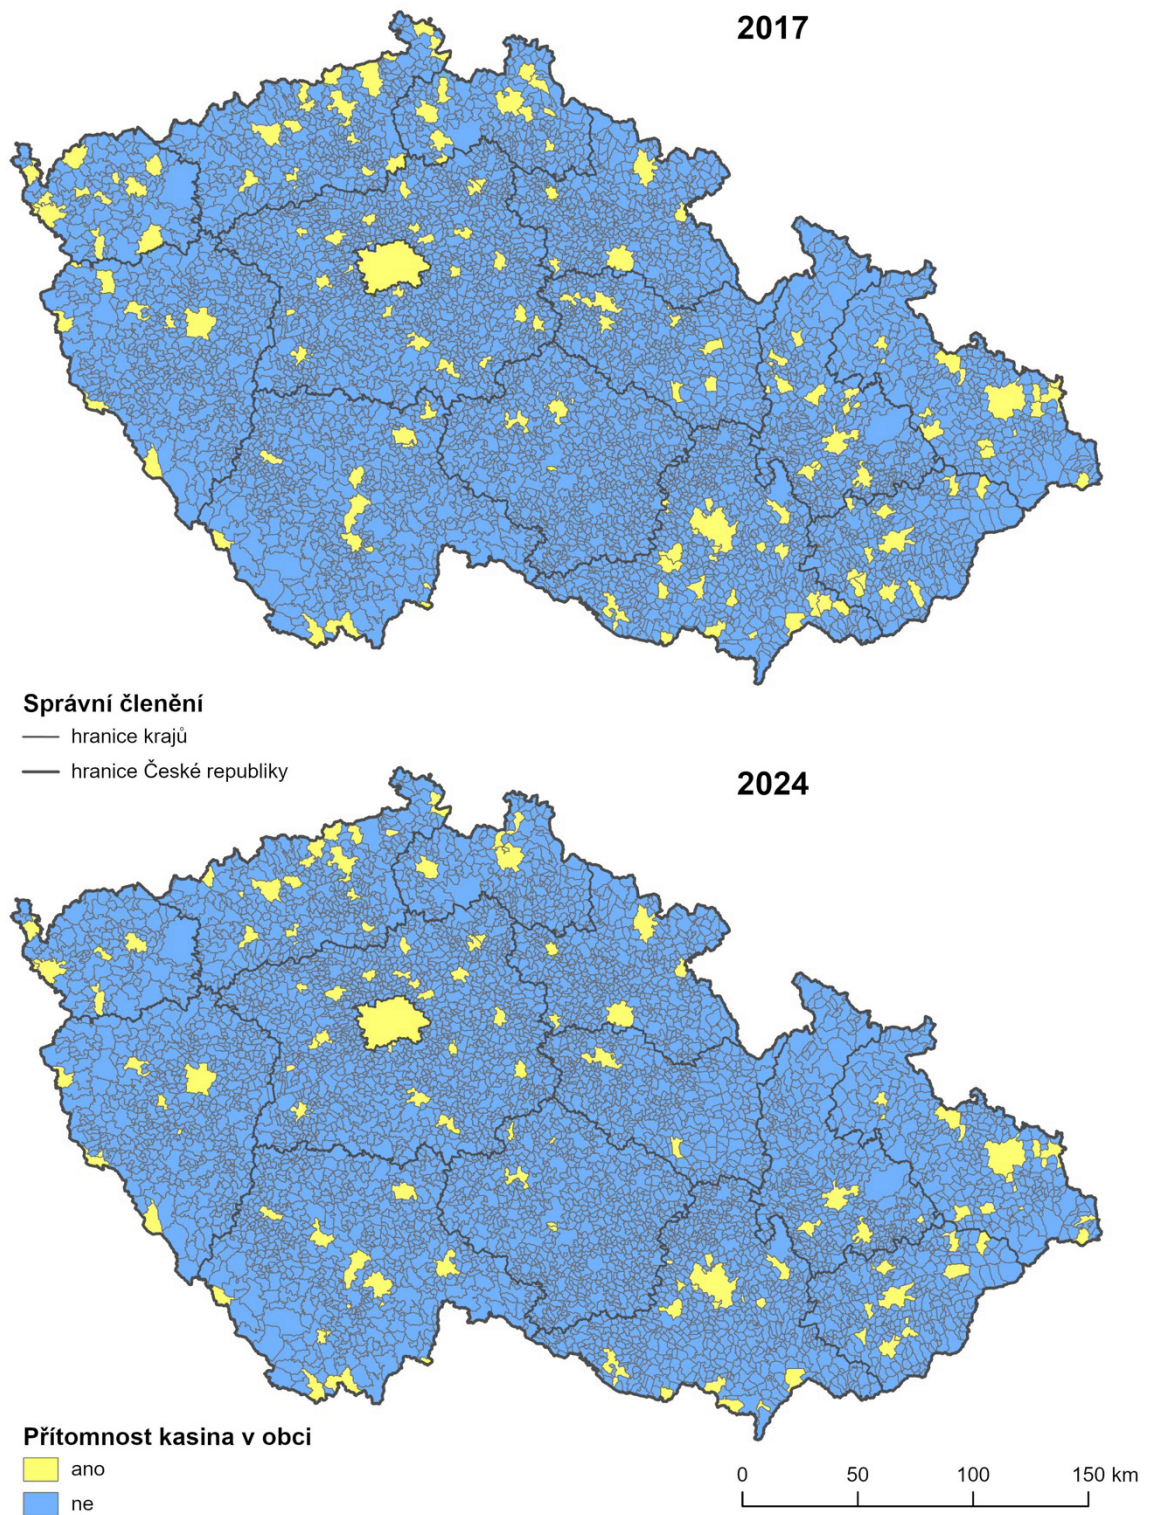 2017
Správní členění
hranice krajů
hranice České republiky
2024
Přítomnost kasina v obci
ano
ne
0 50 100 150 km